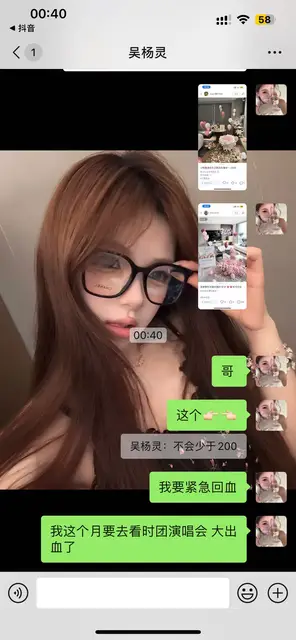 00:40
58
抖音
1
吴杨灵
00:40
哥
这个👉🏻👈🏻
吴杨灵：不会少于200
我要紧急回血
我这个月要去看时团演唱会 大出
血了